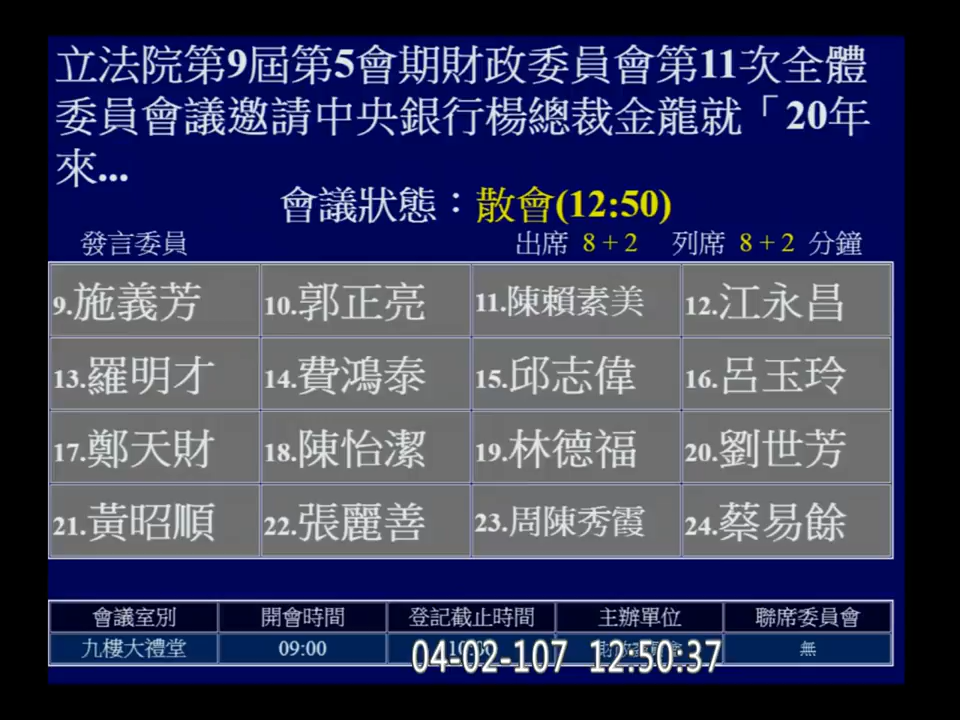 立法院第9屆第5會期財政委員會第11次全體
委員會議邀請中央銀行楊總裁金龍就「20年
來...
會議狀態：散會(12:50)
發言委員 出席 8 + 2 列席 8 + 2 分鐘
9.施義芳 10.郭正亮 11.陳賴素美 12.江永昌
13.羅明才 14.費鴻泰 15.邱志偉 16.呂玉玲
17.鄭天財 18.陳怡潔 19.林德福 20.劉世芳
21.黃昭順 22.張麗善 23.周陳秀霞 24.蔡易餘
會議室別 開會時間 登記截止時間 主辦單位 聯席委員會
九樓大禮堂 09:00 無
04-02-107 12:50:37